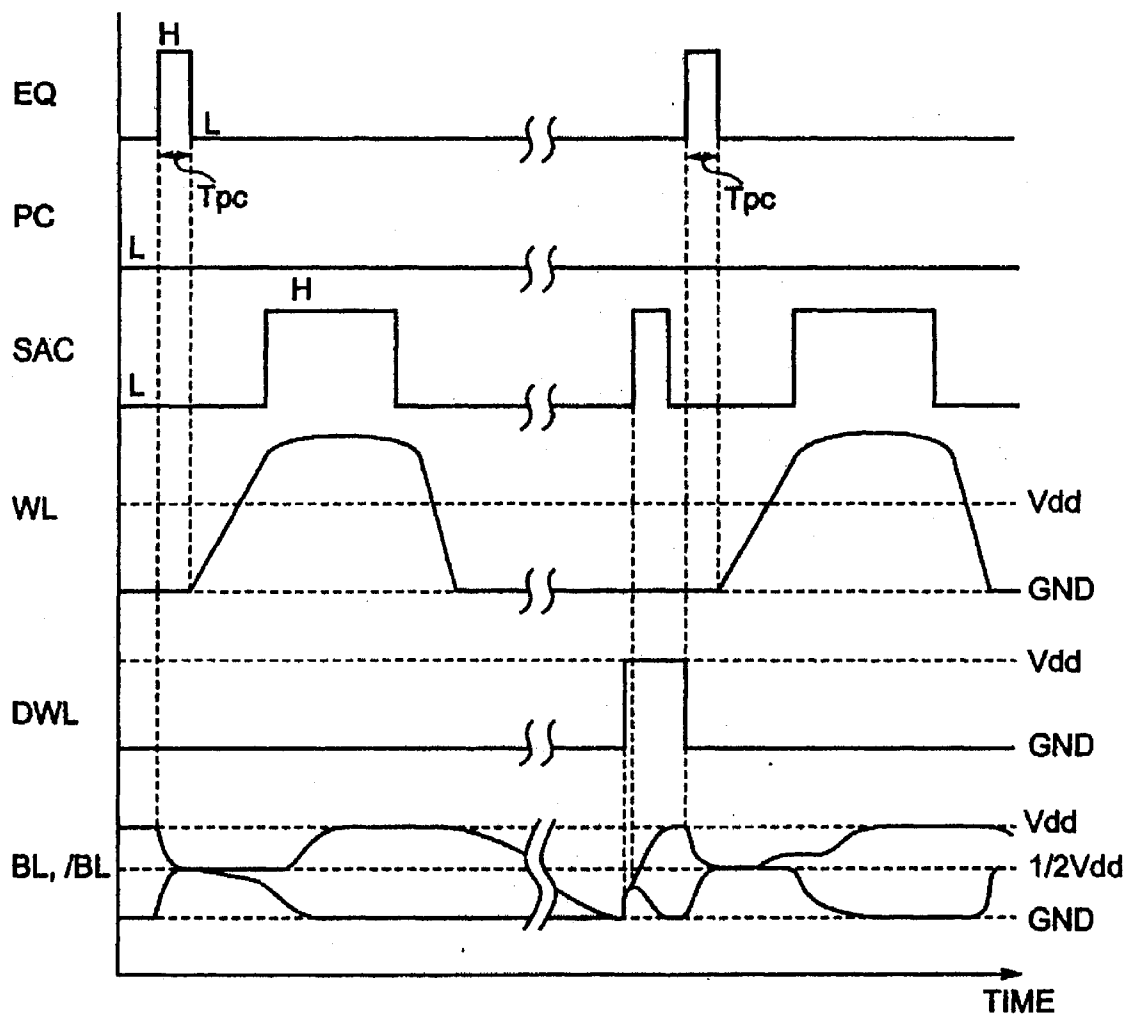 H
EQ
L
Tpc
Tpc
PC
L
H
SAC
L
WL
Vdd
GND
Vdd
DWL
GND
Vdd
BL, /BL
1/2Vdd
GND
TIME